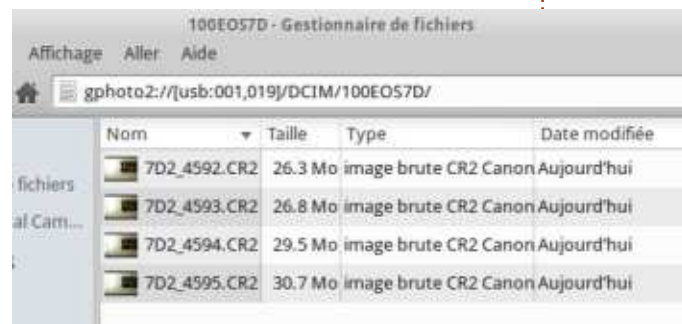 100EOS7D - Gestionnaire de fichiers
Affichage Aller Aide
gphoto2://[usb:001,019]/DCIM/100EOS7D/
Nom Taille Type Date modifiée
7D2_4592.CR2 26.3 Mo image brute CR2 Canon Aujourd'hui
fichiers
7D2_4593.CR2 26.8 Mo image brute CR2 Canon Aujourd'hui
al Cam...
7D2_4594.CR2 29.5 Mo image brute CR2 Canon Aujourd'hui
7D2_4595.CR2 30.7 Mo image brute CR2 Canon Aujourd'hui